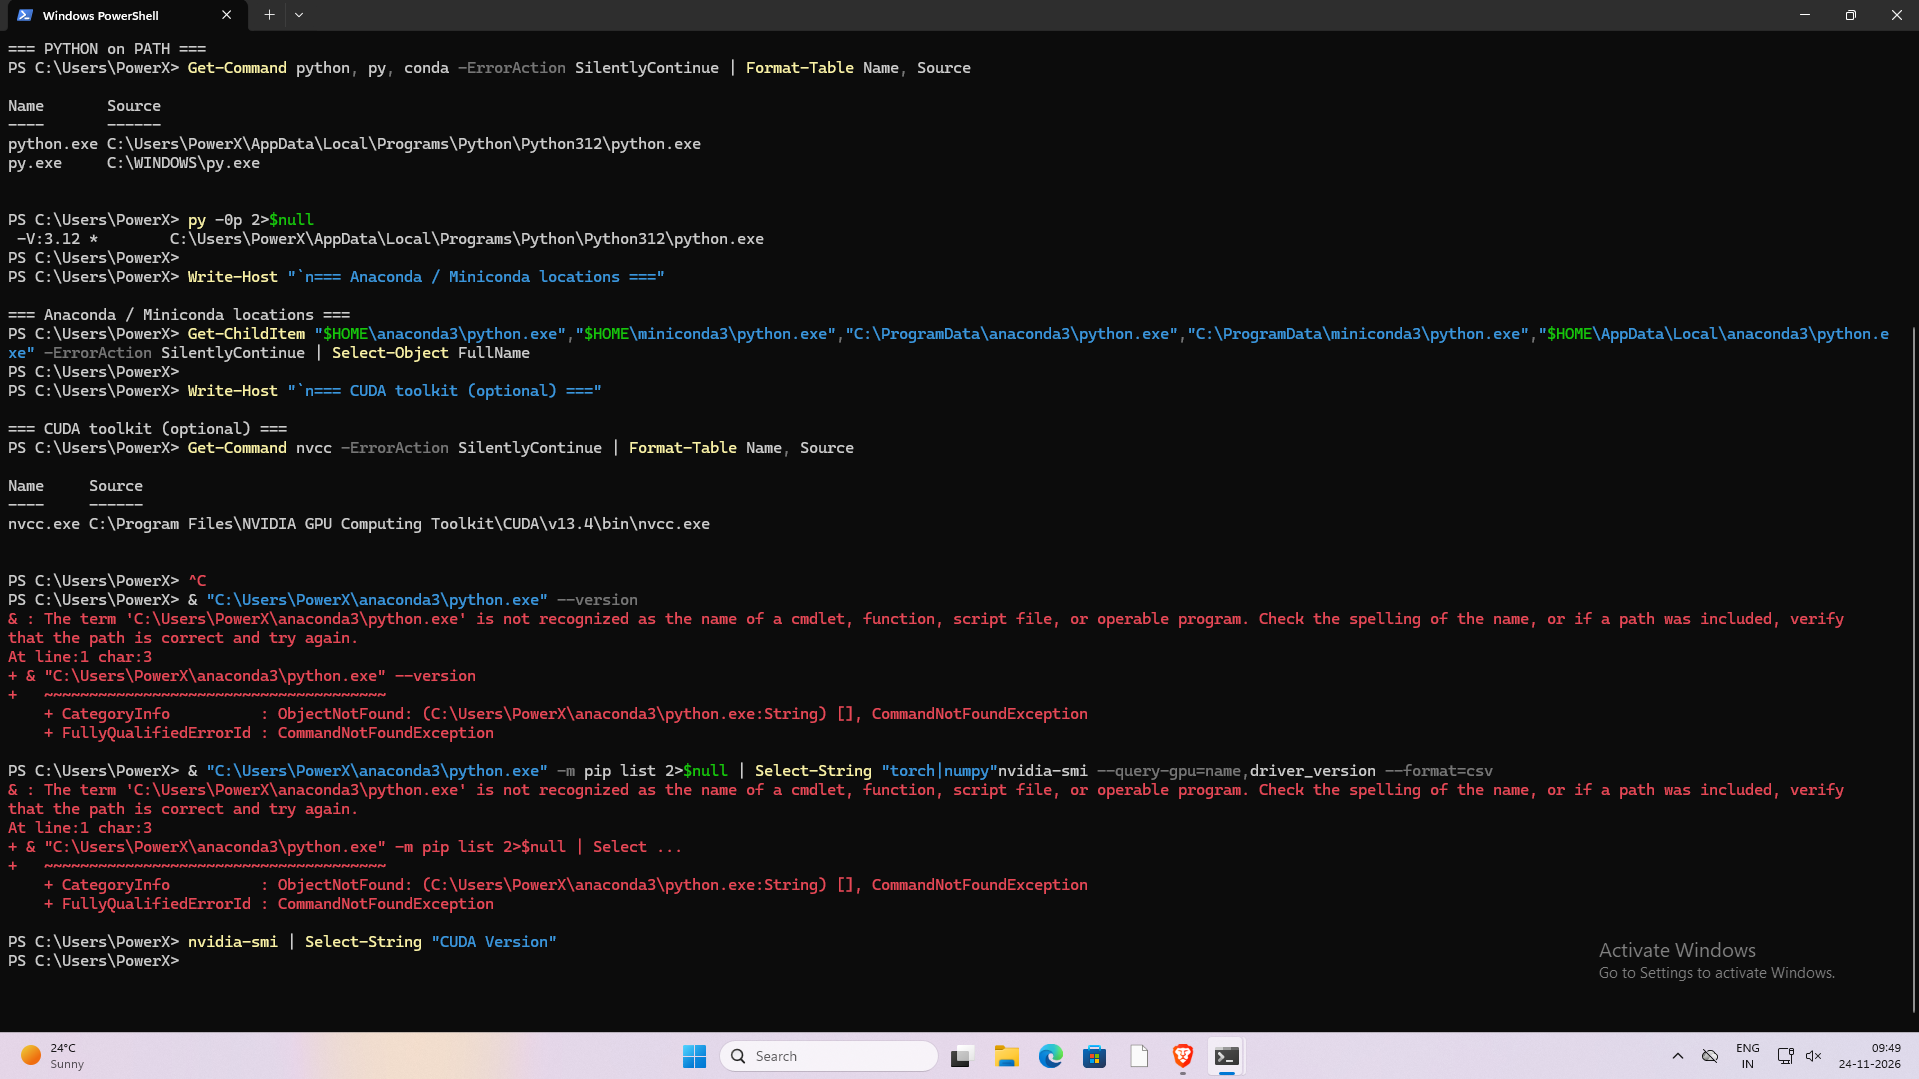 Windows PowerShell
=== PYTHON on PATH ===
PS C:\Users\PowerX> Get-Command python, py, conda -ErrorAction SilentlyContinue | Format-Table Name, Source
Name       Source
----       ------
python.exe C:\Users\PowerX\AppData\Local\Programs\Python\Python312\python.exe
py.exe     C:\WINDOWS\py.exe
PS C:\Users\PowerX> py -0p 2>$null
 -V:3.12 *        C:\Users\PowerX\AppData\Local\Programs\Python\Python312\python.exe
PS C:\Users\PowerX>
PS C:\Users\PowerX> Write-Host "`n=== Anaconda / Miniconda locations ==="
=== Anaconda / Miniconda locations ===
PS C:\Users\PowerX> Get-ChildItem "$HOME\anaconda3\python.exe","$HOME\miniconda3\python.exe","C:\ProgramData\anaconda3\python.exe","C:\ProgramData\miniconda3\python.exe","$HOME\AppData\Local\anaconda3\python.e
xe" -ErrorAction SilentlyContinue | Select-Object FullName
PS C:\Users\PowerX>
PS C:\Users\PowerX> Write-Host "`n=== CUDA toolkit (optional) ==="
=== CUDA toolkit (optional) ===
PS C:\Users\PowerX> Get-Command nvcc -ErrorAction SilentlyContinue | Format-Table Name, Source
Name     Source
----     ------
nvcc.exe C:\Program Files\NVIDIA GPU Computing Toolkit\CUDA\v13.4\bin\nvcc.exe
PS C:\Users\PowerX> ^C
PS C:\Users\PowerX> & "C:\Users\PowerX\anaconda3\python.exe" --version
& : The term 'C:\Users\PowerX\anaconda3\python.exe' is not recognized as the name of a cmdlet, function, script file, or operable program. Check the spelling of the name, or if a path was included, verify
that the path is correct and try again.
At line:1 char:3
+ & "C:\Users\PowerX\anaconda3\python.exe" --version
+   ~~~~~~~~~~~~~~~~~~~~~~~~~~~~~~~~~~~~~~
    + CategoryInfo          : ObjectNotFound: (C:\Users\PowerX\anaconda3\python.exe:String) [], CommandNotFoundException
    + FullyQualifiedErrorId : CommandNotFoundException
PS C:\Users\PowerX> & "C:\Users\PowerX\anaconda3\python.exe" -m pip list 2>$null | Select-String "torch|numpy"nvidia-smi --query-gpu=name,driver_version --format=csv
& : The term 'C:\Users\PowerX\anaconda3\python.exe' is not recognized as the name of a cmdlet, function, script file, or operable program. Check the spelling of the name, or if a path was included, verify
that the path is correct and try again.
At line:1 char:3
+ & "C:\Users\PowerX\anaconda3\python.exe" -m pip list 2>$null | Select ...
+   ~~~~~~~~~~~~~~~~~~~~~~~~~~~~~~~~~~~~~~
    + CategoryInfo          : ObjectNotFound: (C:\Users\PowerX\anaconda3\python.exe:String) [], CommandNotFoundException
    + FullyQualifiedErrorId : CommandNotFoundException
PS C:\Users\PowerX> nvidia-smi | Select-String "CUDA Version"
PS C:\Users\PowerX>
Activate Windows
Go to Settings to activate Windows.
24°C
Sunny
Search
ENG
IN
09:49
24-11-2026